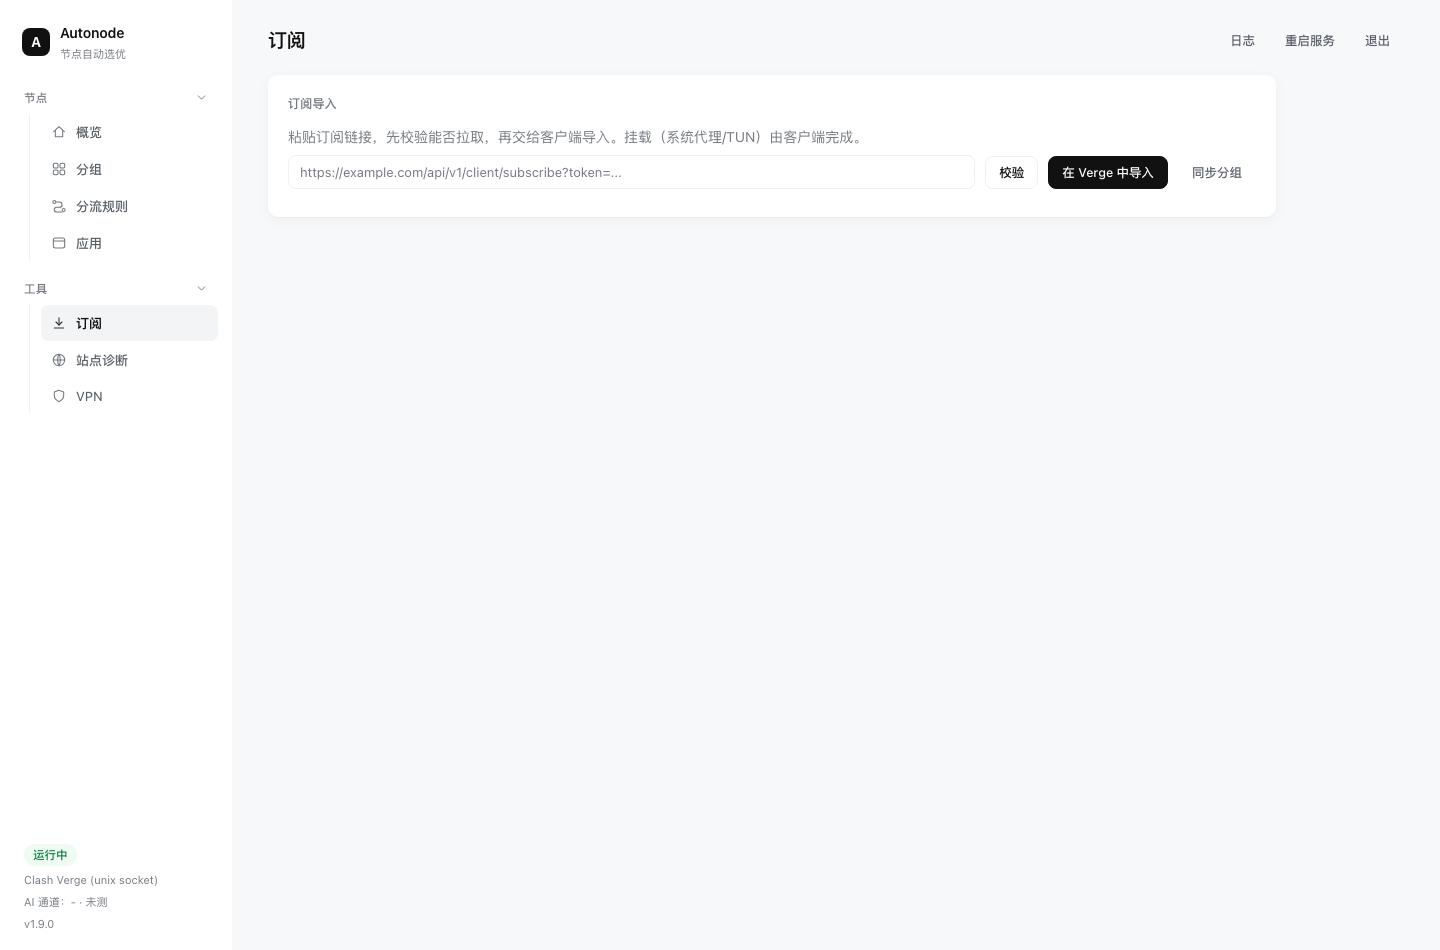 A
Autonode
节点自动选优
节点
概览
分组
分流规则
应用
工具
订阅
站点诊断
VPN
运行中
Clash Verge (unix socket)
AI 通道：- · 未测
v1.9.0
订阅
日志
重启服务
退出
订阅导入
粘贴订阅链接，先校验能否拉取，再交给客户端导入。挂载（系统代理/TUN）由客户端完成。
https://example.com/api/v1/client/subscribe?token=...
校验
在 Verge 中导入
同步分组